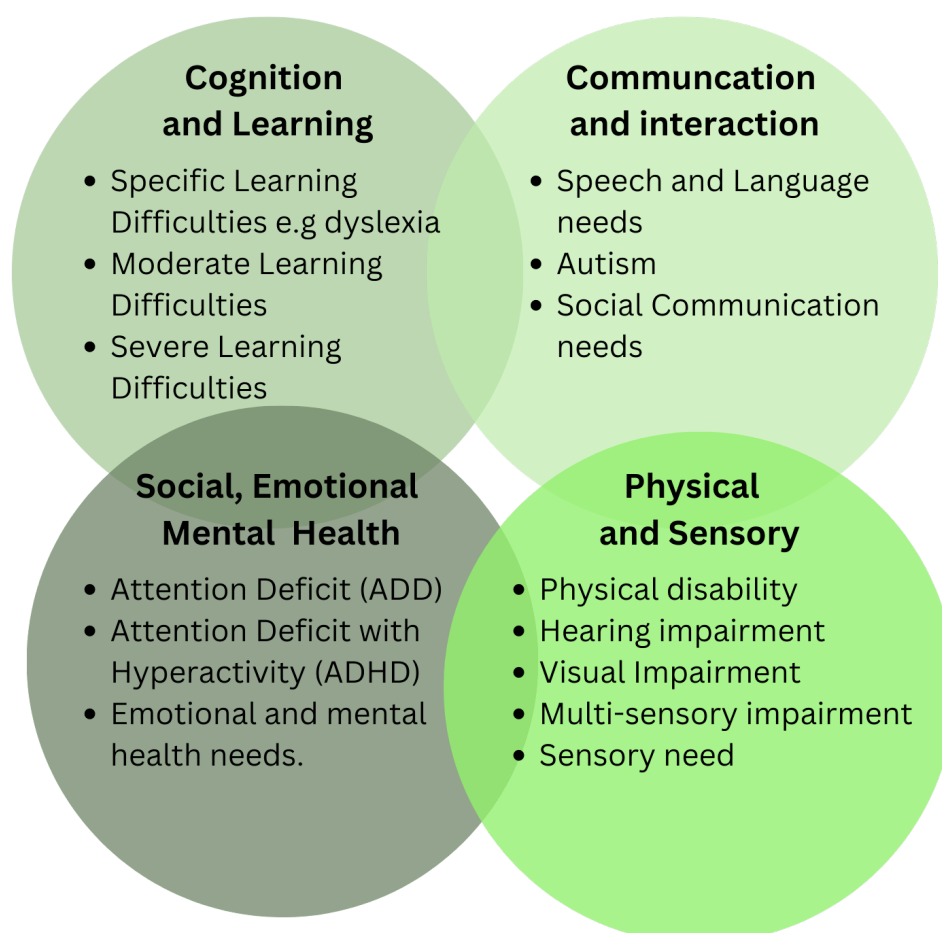 Cognition
and Learning
• Specific Learning
Difficulties e.g dyslexia
• Moderate Learning
Difficulties
• Severe Learning
Difficulties
Communcation
and interaction
• Speech and Language
needs
• Autism
• Social Communication
needs
Social, Emotional
Mental Health
• Attention Deficit (ADD)
• Attention Deficit with
Hyperactivity (ADHD)
• Emotional and mental
health needs.
Physical
and Sensory
• Physical disability
• Hearing impairment
• Visual Impairment
• Multi-sensory impairment
• Sensory need